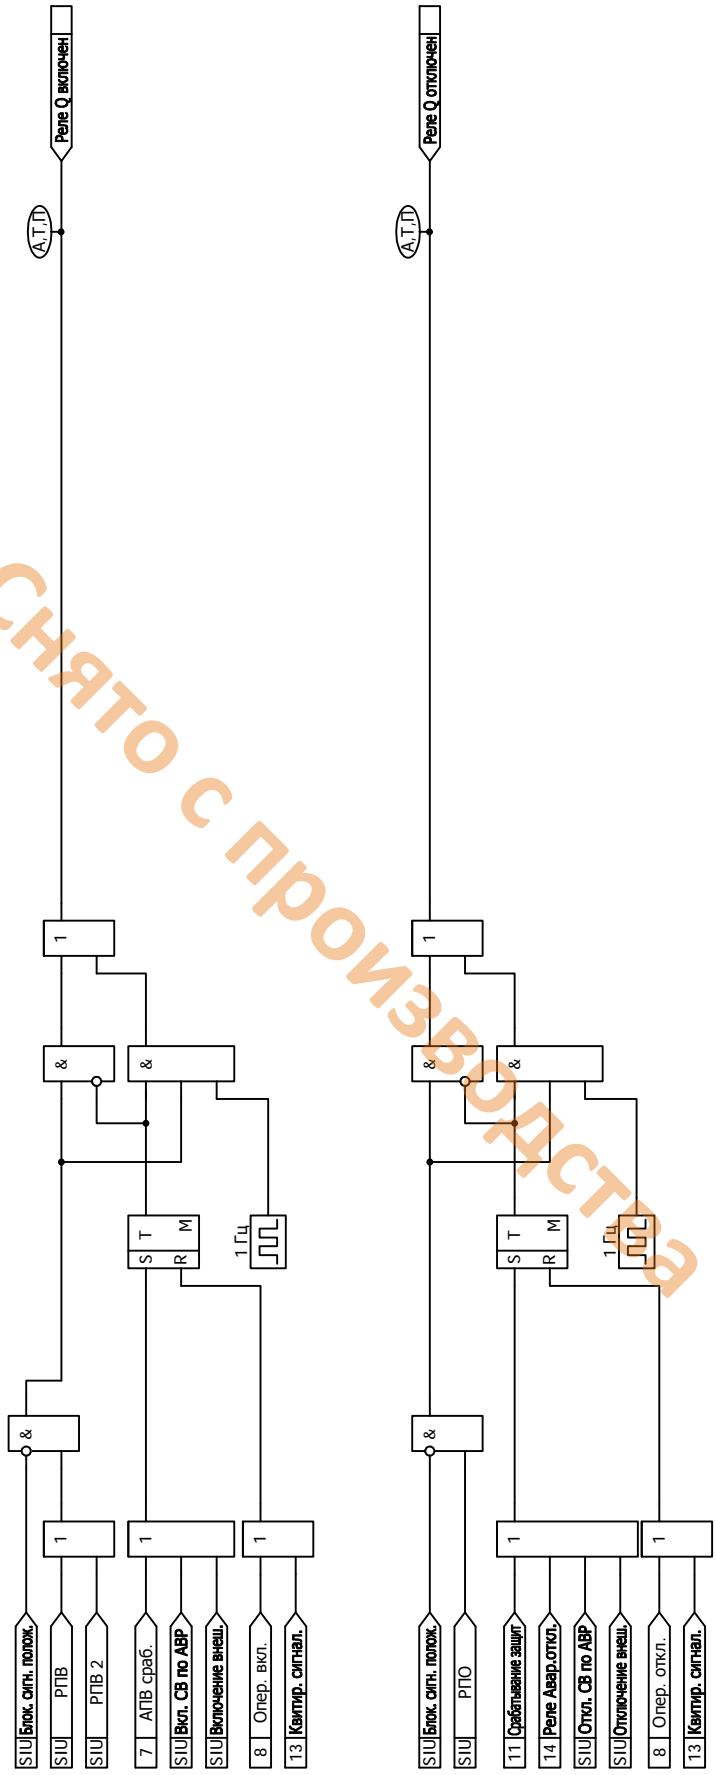 SIU Блок. сигн. полож.
SIU РПВ
SIU РПВ 2
7 АПВ сраб.
SIU Вкл. СВ по АВР
SIU Включение внеш.
8 Опер. вкл.
13 Квитир. сигнал.
1
1
1
&
S T
R M
1 Гц
&
&
1
А,Т,П
Реле Q включен
SIU Блок. сигн. полож.
SIU РПО
11 Срабатывание защит
14 Реле Авар.откл.
SIU Откл. СВ по АВР
SIU Отключение внеш.
8 Опер. откл.
13 Квитир. сигнал.
1
1
&
S T
R M
1 Гц
&
&
1
А,Т,П
Реле Q отключен
Снято с производства